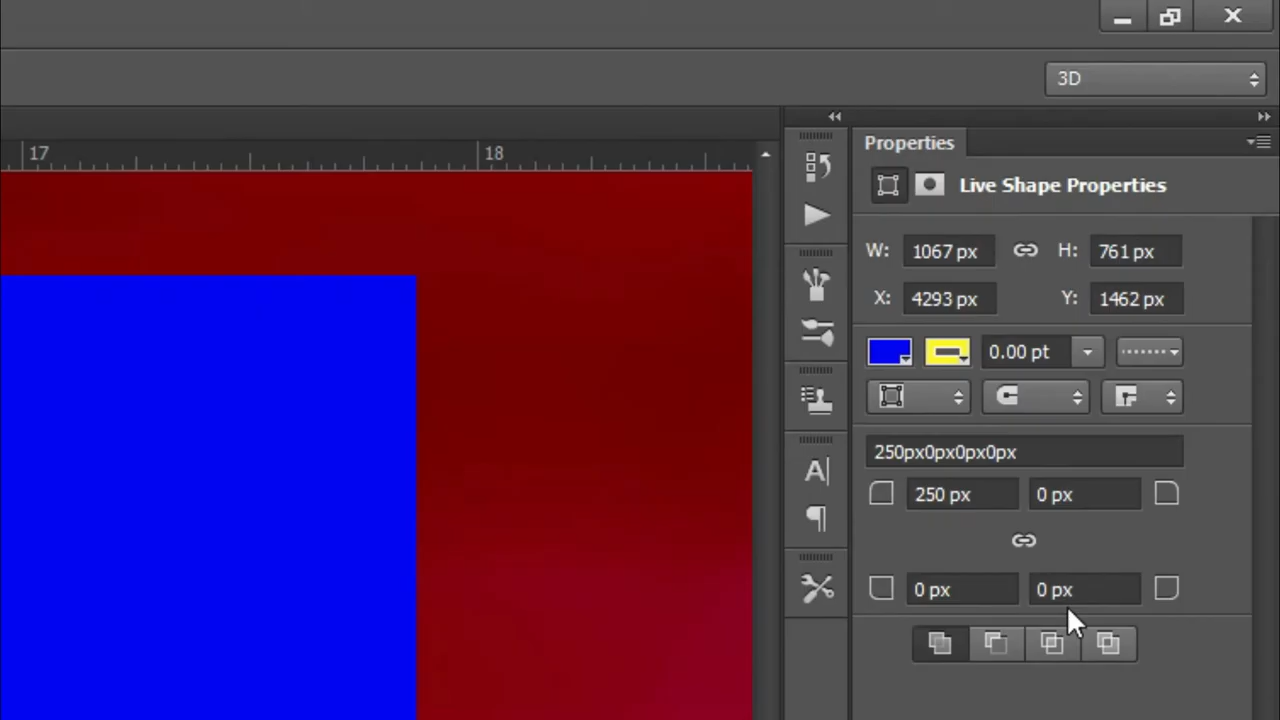 3D
17
18
Properties
Live Shape Properties
W: 1067 px H: 761 px
X: 4293 px Y: 1462 px
0.00 pt
250px0px0px0px
250 px 0 px
0 px 0 px